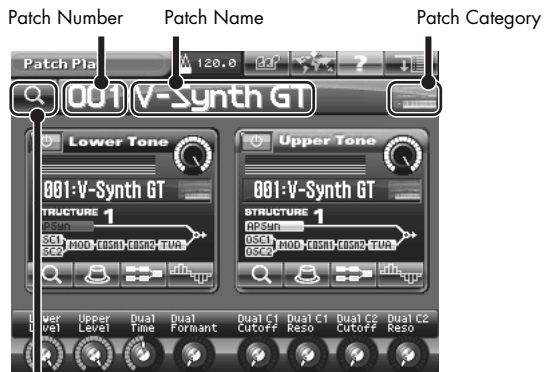 Patch Number Patch Name Patch Category
Patch Play 120.0 ?
001 V-Synth GT
Lower Tone Upper Tone
001:V-Synth GT 001:V-Synth GT
STRUCTURE 1 STRUCTURE 1
APSyn APSyn
OSC1 OSC1
MOD COSM1 COSM2 TVA MOD COSM1 COSM2 TVA
OSC2 OSC2
Lower Upper Dual Dual Dual C1 Dual C1 Dual C2 Dual C2
Level Level Time Formant Cutoff Reso Cutoff Reso